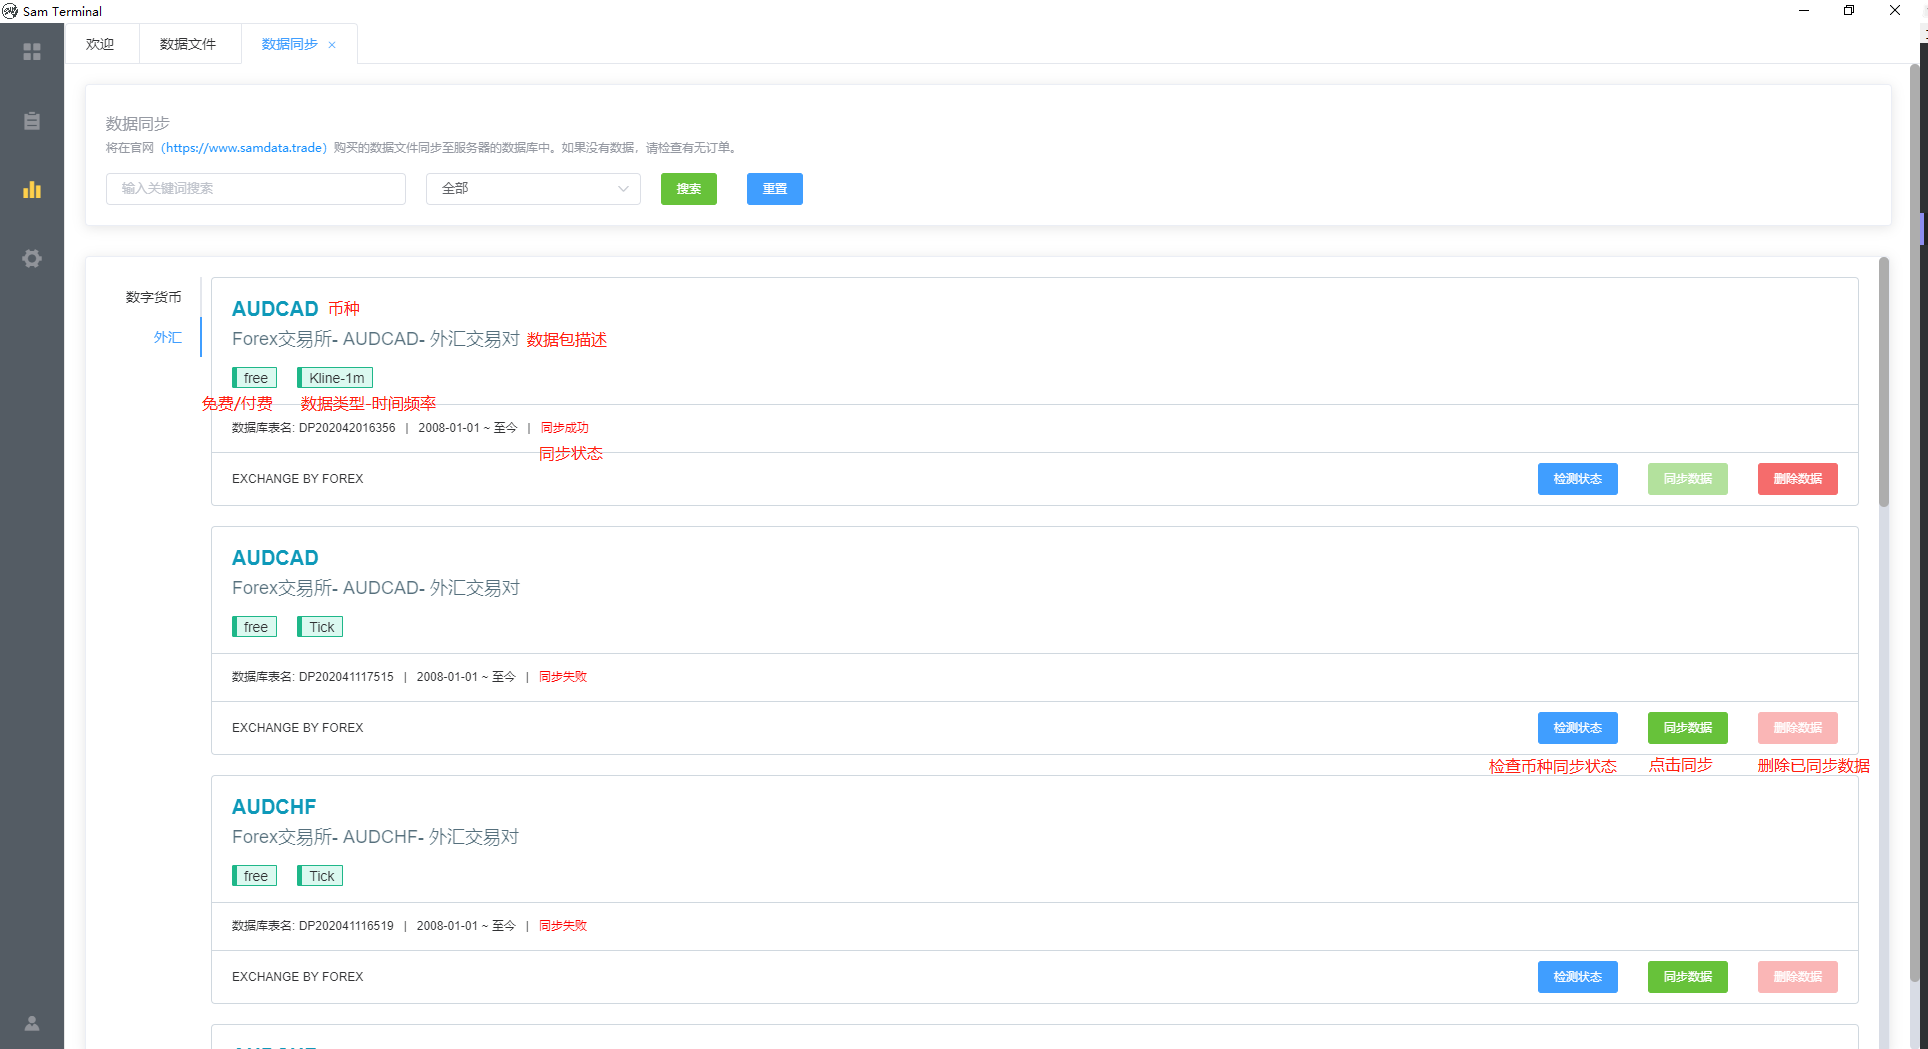 Sam Terminal
欢迎
数据文件
数据同步 ×
数据同步
将在官网（https://www.samdata.trade）购买的数据文件同步至服务器的数据库中。如果没有数据，请检查有无订单。
输入关键词搜索
全部
搜索
重置
数字货币
外汇
AUDCAD 币种
Forex交易所- AUDCAD- 外汇交易对 数据包描述
free
Kline-1m
免费/付费
数据类型-时间频率
数据库表名: DP202042016356 | 2008-01-01 ~ 至今 | 同步成功
同步状态
EXCHANGE BY FOREX
检测状态
同步数据
删除数据
AUDCAD
Forex交易所- AUDCAD- 外汇交易对
free
Tick
数据库表名: DP202041117515 | 2008-01-01 ~ 至今 | 同步失败
EXCHANGE BY FOREX
检测状态
同步数据
删除数据
检查币种同步状态
点击同步
删除已同步数据
AUDCHF
Forex交易所- AUDCHF- 外汇交易对
free
Tick
数据库表名: DP202041116519 | 2008-01-01 ~ 至今 | 同步失败
EXCHANGE BY FOREX
检测状态
同步数据
删除数据